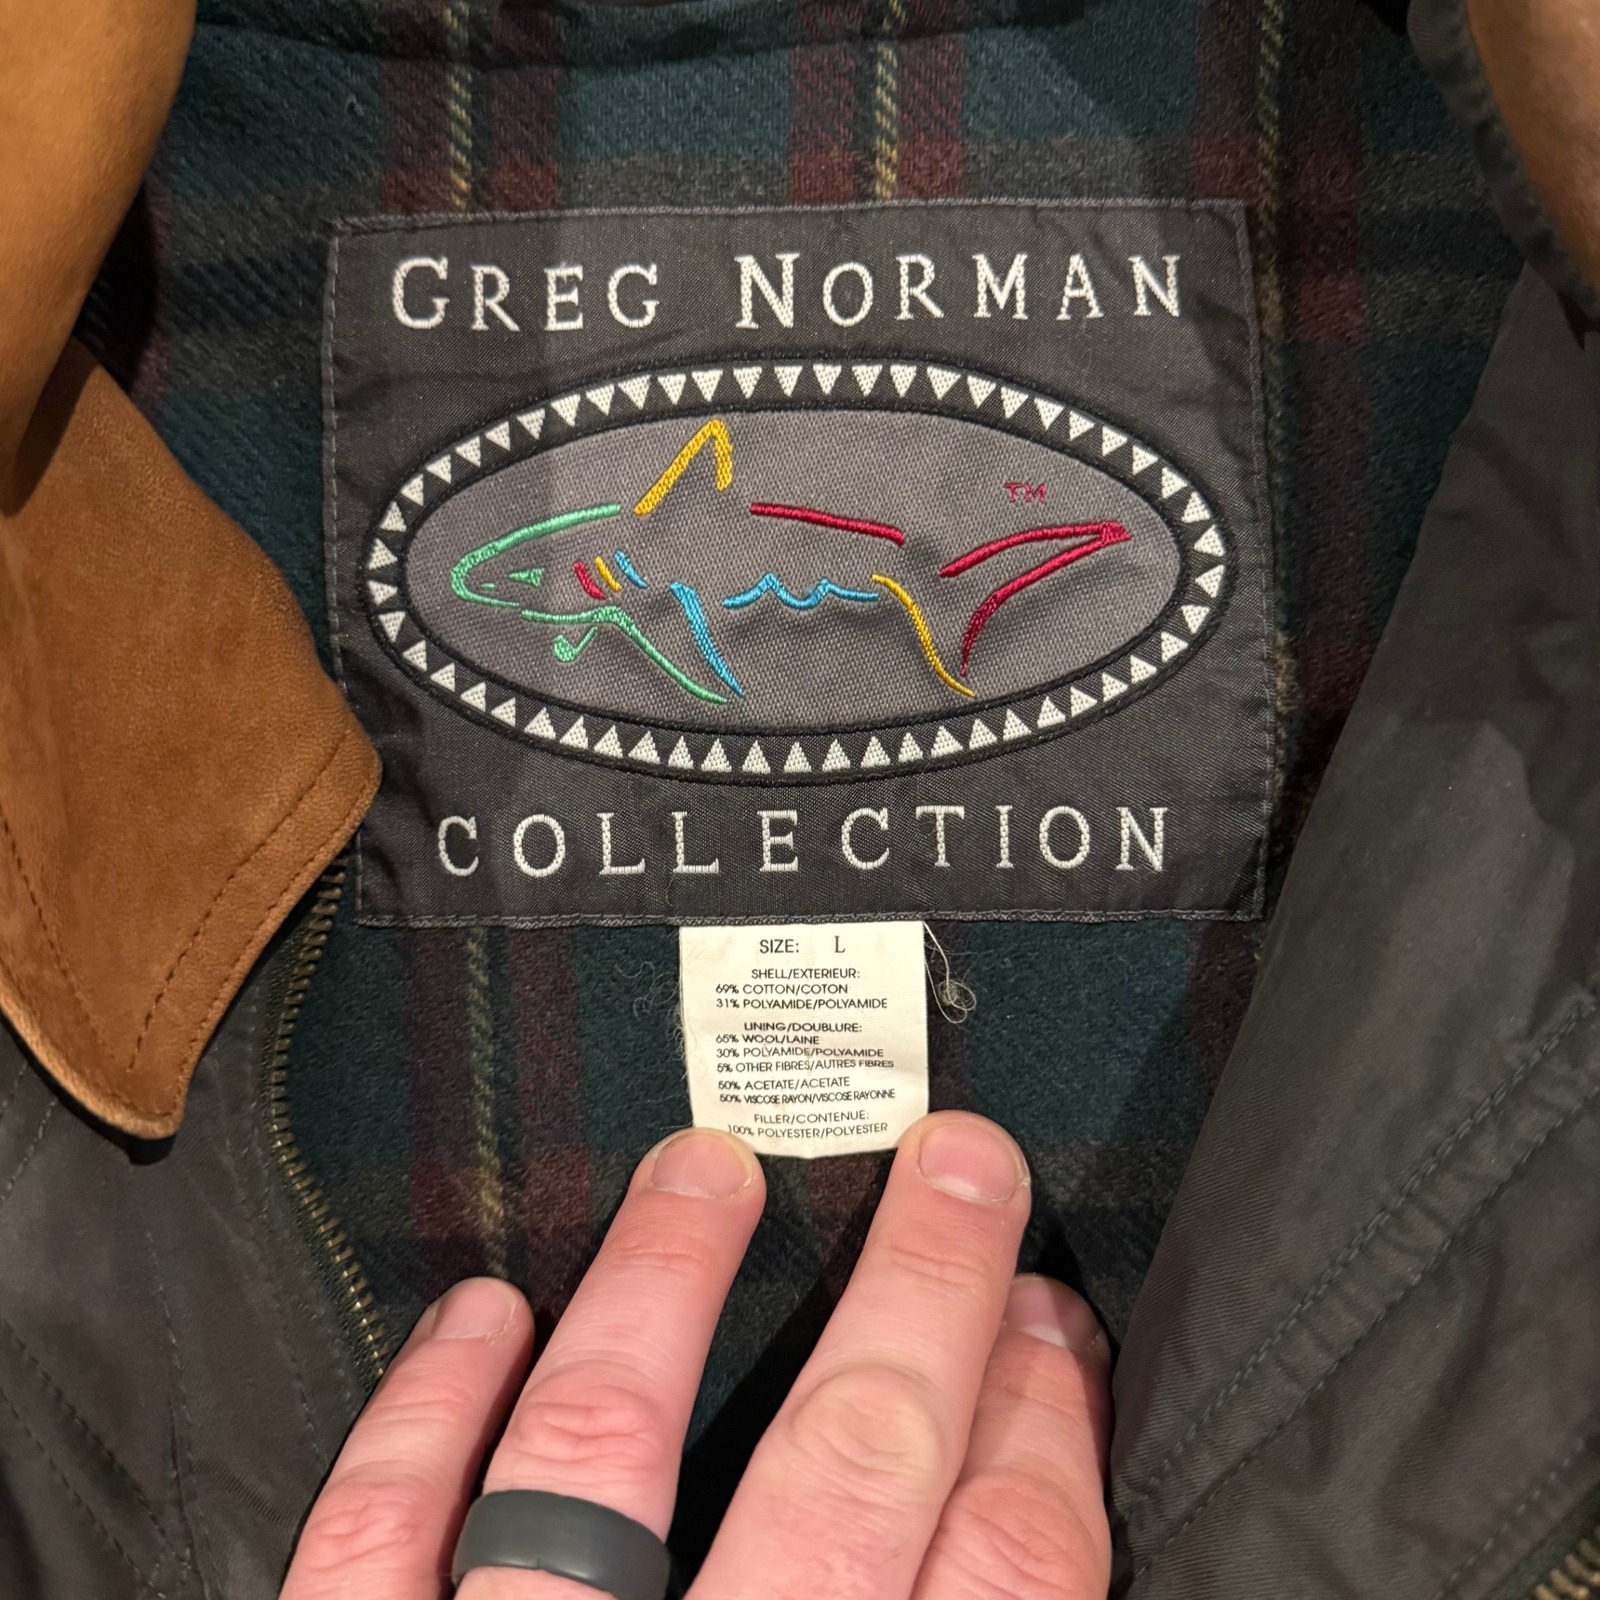 GREG NORMAN
TM
COLLECTION
SIZE: L
SHELL/EXTERIEUR:
69% COTTON/COTON
31% POLYAMIDE/POLYAMIDE
LINING/DOUBLURE:
65% WOOL/LAINE
30% POLYAMIDE/POLYAMIDE
5% OTHER FIBRES/AUTRES FIBRES
50% ACETATE/ACETATE
50% VISCOSE RAYON/VISCOSE RAYONNE
FILLER/CONTENUE:
100% POLYESTER/POLYESTER